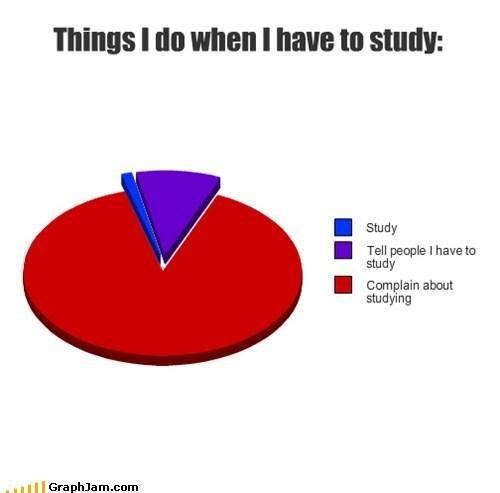 Things I do when I have to study:
Study
Tell people I have to
study
Complain about
studying
GraphJam.com